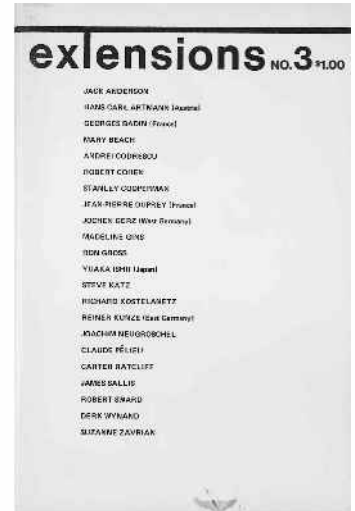 extensions NO. 3 $1.00
JACK ANDERSON
HANS CARL ARTMANN (Austria)
GEORGES BADIN (France)
MARY BEACH
ANDREI CODRESCU
ROBERT COHEN
STANLEY COOPERMAN
JEAN-PIERRE DUPREY (France)
JOCHEN GERZ (West Germany)
MADELINE GINS
RON GROSS
YUAKA ISHII (Japan)
STEVE KATZ
RICHARD KOSTELANETZ
REINER KUNZE (East Germany)
JOACHIM NEUGROSCHEL
CLAUDE PÉLIEU
CARTER RATCLIFF
JAMES SALLIS
ROBERT SWARD
DERK WYNAND
SUZANNE ZAVRIAN